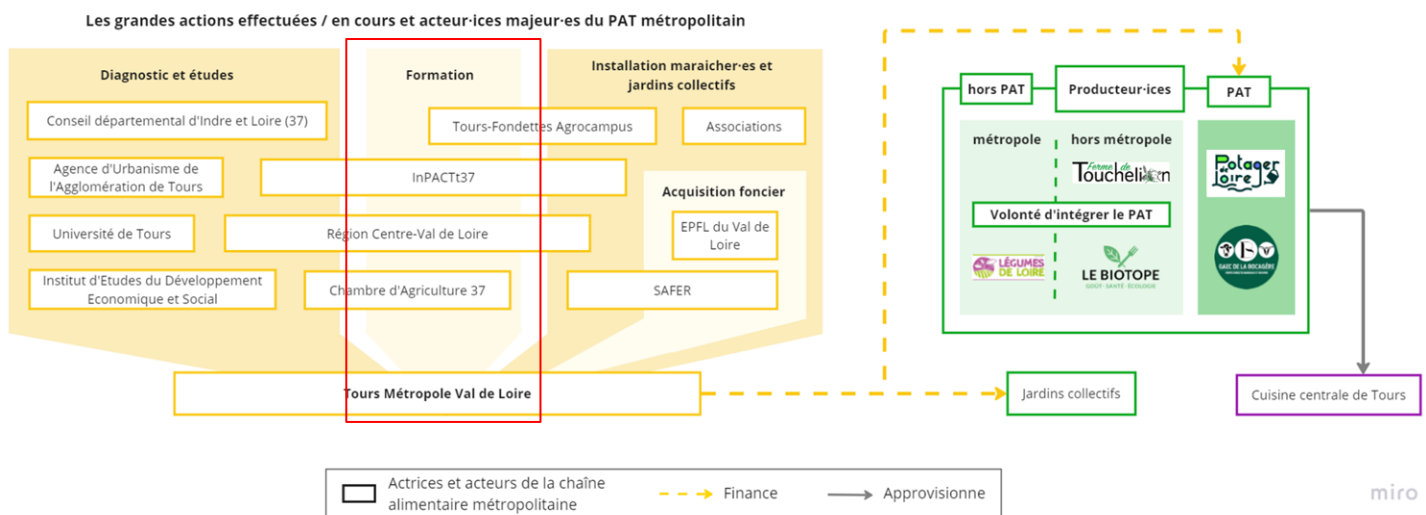 Les grandes actions effectuées / en cours et acteur·ices majeur·es du PAT métropolitain
Diagnostic et études
Formation
Installation maraicher·es et
jardins collectifs
Conseil départemental d'Indre et Loire (37)
Tours-Fondettes Agrocampus
Associations
Agence d'Urbanisme de
l'Agglomération de Tours
InPACTt37
Acquisition foncier
Université de Tours
Région Centre-Val de Loire
EPFL du Val de
Loire
Institut d'Etudes du Développement
Economique et Social
Chambre d'Agriculture 37
SAFER
Tours Métropole Val de Loire
hors PAT
Producteur·ices
PAT
métropole
hors métropole
Ferme de
Touchelion
Potager
de Loire
Volonté d'intégrer le PAT
LÉGUMES
DE LOIRE
LE BIOTOPE
GOÛT · SANTÉ · ÉCOLOGIE
GAEC DE LA BOCAGÈRE
Jardins collectifs
Cuisine centrale de Tours
Actrices et acteurs de la chaîne
alimentaire métropolitaine
Finance
Approvisionne
miro